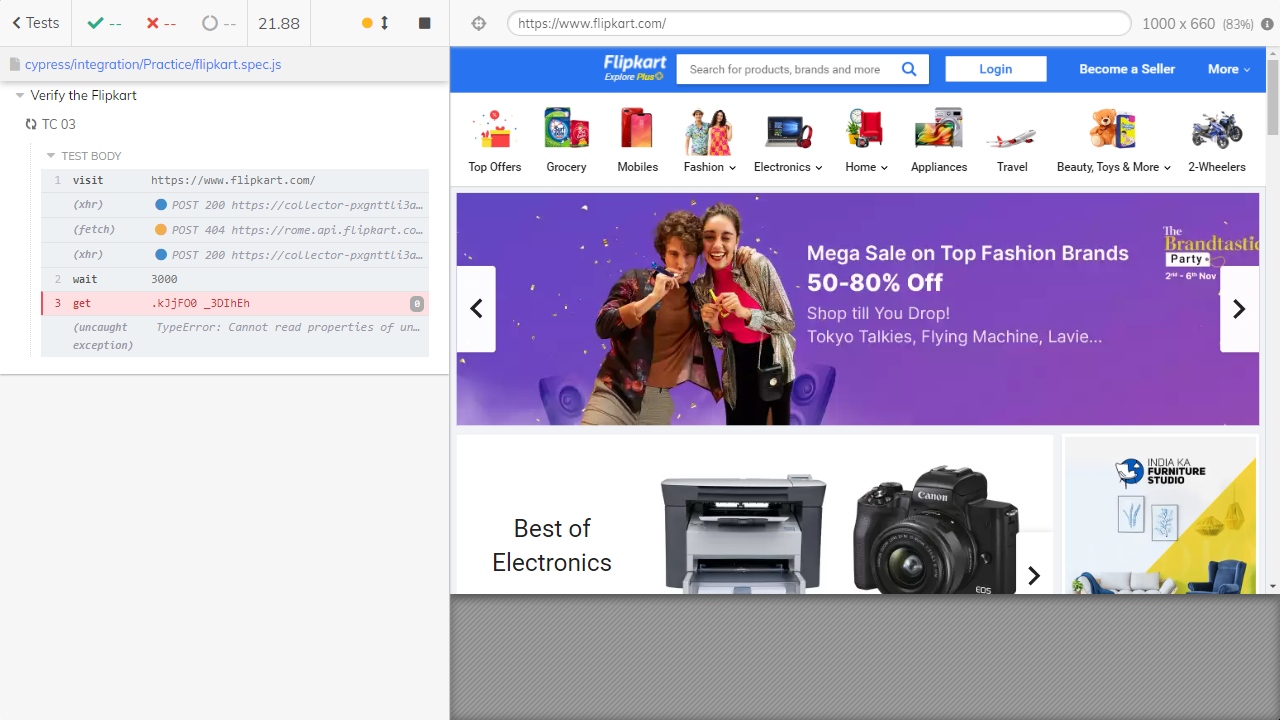 Tests
--
--
--
21.88
https://www.flipkart.com/
1000 x 660 (83%)
cypress/integration/Practice/flipkart.spec.js
Verify the Flipkart
TC 03
TEST BODY
1 visit https://www.flipkart.com/
(xhr) POST 200 https://collector-pxgnttli3a…
(fetch) POST 404 https://rome.api.flipkart.co…
(xhr) POST 200 https://collector-pxgnttli3a…
2 wait 3000
3 get .kJjFO0 _3DIhEh 0
(uncaught exception) TypeError: Cannot read properties of un…
Flipkart
Explore Plus
Search for products, brands and more
Login
Become a Seller
More
Top Offers
Grocery
Mobiles
Fashion
Electronics
Home
Appliances
Travel
Beauty, Toys & More
2-Wheelers
Mega Sale on Top Fashion Brands
50-80% Off
Shop till You Drop!
Tokyo Talkies, Flying Machine, Lavie...
The
Brandtastic
Party
2nd - 6th Nov
Best of
Electronics
Canon
EOS
INDIA KA
FURNITURE
STUDIO